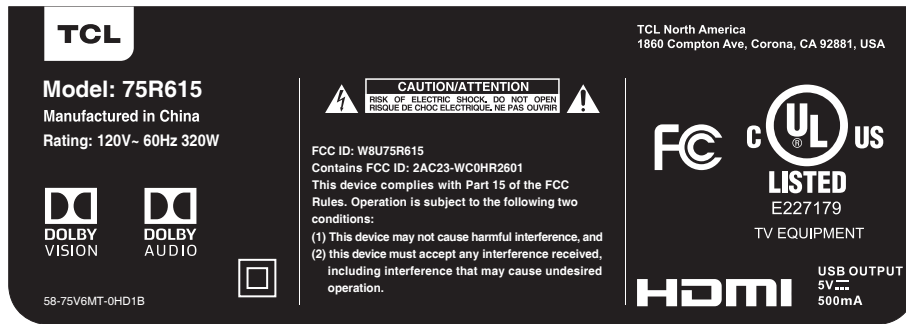 TCL
Model: 75R615
Manufactured in China
Rating: 120V~ 60Hz 320W
DOLBY
VISION
DOLBY
AUDIO
58-75V6MT-0HD1B
CAUTION/ATTENTION
RISK OF ELECTRIC SHOCK. DO NOT OPEN
RISQUE DE CHOC ELECTRIQUE. NE PAS OUVRIR
FCC ID: W8U75R615
Contains FCC ID: 2AC23-WC0HR2601
This device complies with Part 15 of the FCC
Rules. Operation is subject to the following two
conditions:
(1) This device may not cause harmful interference, and
(2) this device must accept any interference received,
including interference that may cause undesired
operation.
TCL North America
1860 Compton Ave, Corona, CA 92881, USA
FC
C UL US
®
LISTED
E227179
TV EQUIPMENT
HDMI
USB OUTPUT
5V⎓
500mA